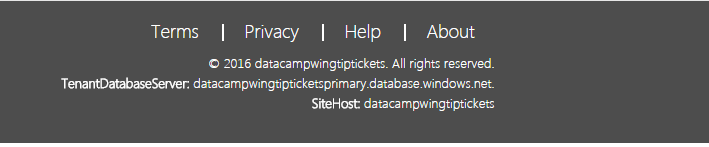 Terms | Privacy | Help | About
© 2016 datacampwingtiptickets. All rights reserved.
TenantDatabaseServer: datacampwingtipticketsprimary.database.windows.net.
SiteHost: datacampwingtiptickets